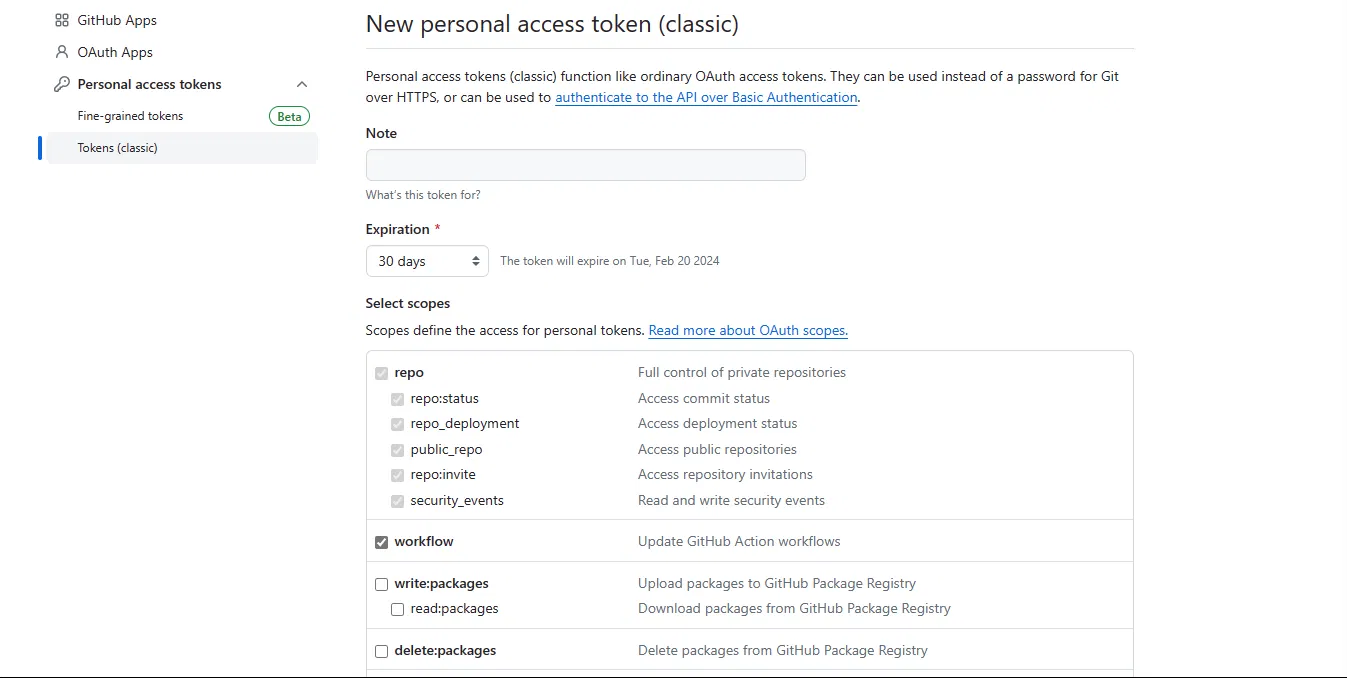 GitHub Apps
OAuth Apps
Personal access tokens
Fine-grained tokens Beta
Tokens (classic)
New personal access token (classic)
Personal access tokens (classic) function like ordinary OAuth access tokens. They can be used instead of a password for Git
over HTTPS, or can be used to authenticate to the API over Basic Authentication.
Note
What's this token for?
Expiration *
30 days The token will expire on Tue, Feb 20 2024
Select scopes
Scopes define the access for personal tokens. Read more about OAuth scopes.
repo Full control of private repositories
repo:status Access commit status
repo_deployment Access deployment status
public_repo Access public repositories
repo:invite Access repository invitations
security_events Read and write security events
workflow Update GitHub Action workflows
write:packages Upload packages to GitHub Package Registry
read:packages Download packages from GitHub Package Registry
delete:packages Delete packages from GitHub Package Registry